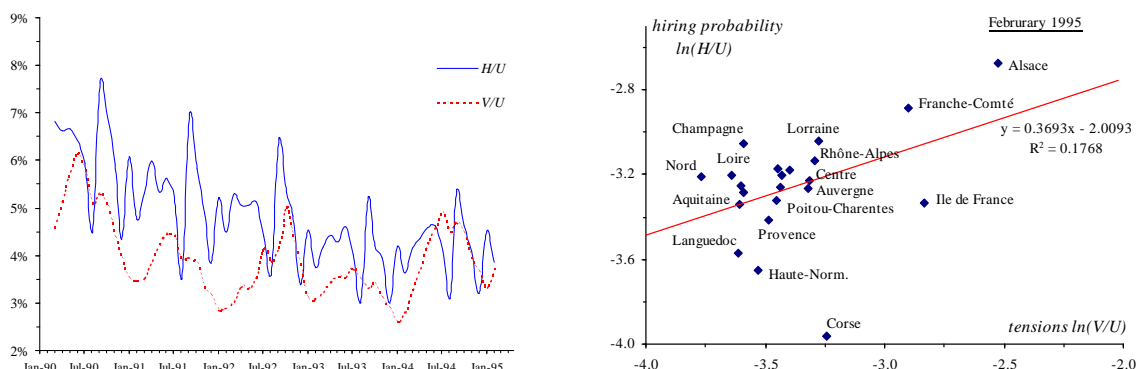 9%
8%
7%
6%
5%
4%
3%
2%
H/U
V/U
Jan-90 Jul-90 Jan-91 Jul-91 Jan-92 Jul-92 Jan-93 Jul-93 Jan-94 Jul-94 Jan-95
hiring probability
ln(H/U)
Februrary 1995
-2.8
-3.2
-3.6
-4.0
Alsace
Franche-Comté
y = 0.3693x - 2.0093
R² = 0.1768
Champagne
Lorraine
Nord
Loire
Rhône-Alpes
Centre
Aquitaine
Auvergne
Ile de France
Poitou-Charentes
Provence
Languedoc
Haute-Norm.
Corse
tensions ln(V/U)
-4.0 -3.5 -3.0 -2.5 -2.0